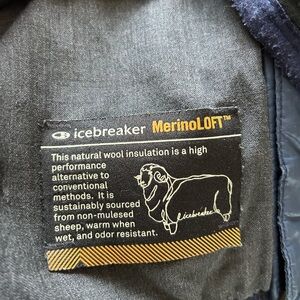 icebreaker MerinoLOFT™
This natural wool insulation is a high
performance
alternative to
conventional
methods. It is
sustainably sourced
from non-mulesed
sheep, warm when
wet, and odor resistant.
icebreaker